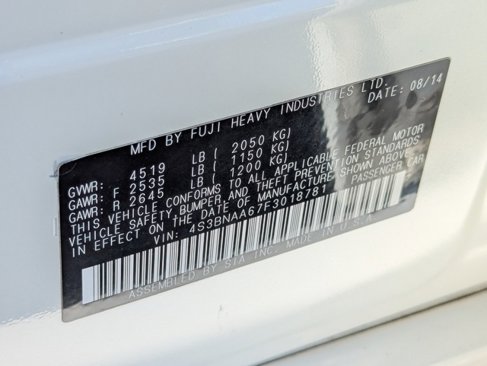 MFD BY FUJI HEAVY INDUSTRIES LTD.
DATE: 08/14
GVWR: 4519 LB ( 2050 KG)
GAWR: F 2535 LB ( 1150 KG)
GAWR: R 2645 LB ( 1200 KG)
THIS VEHICLE CONFORMS TO ALL APPLICABLE FEDERAL MOTOR
VEHICLE SAFETY, BUMPER AND THEFT PREVENTION STANDARDS
IN EFFECT ON THE DATE OF MANUFACTURE SHOWN ABOVE.
VIN: 4S3BNAA67F3018781 PASSENGER CAR
ASSEMBLED BY SIA INC. MADE IN U.S.A.